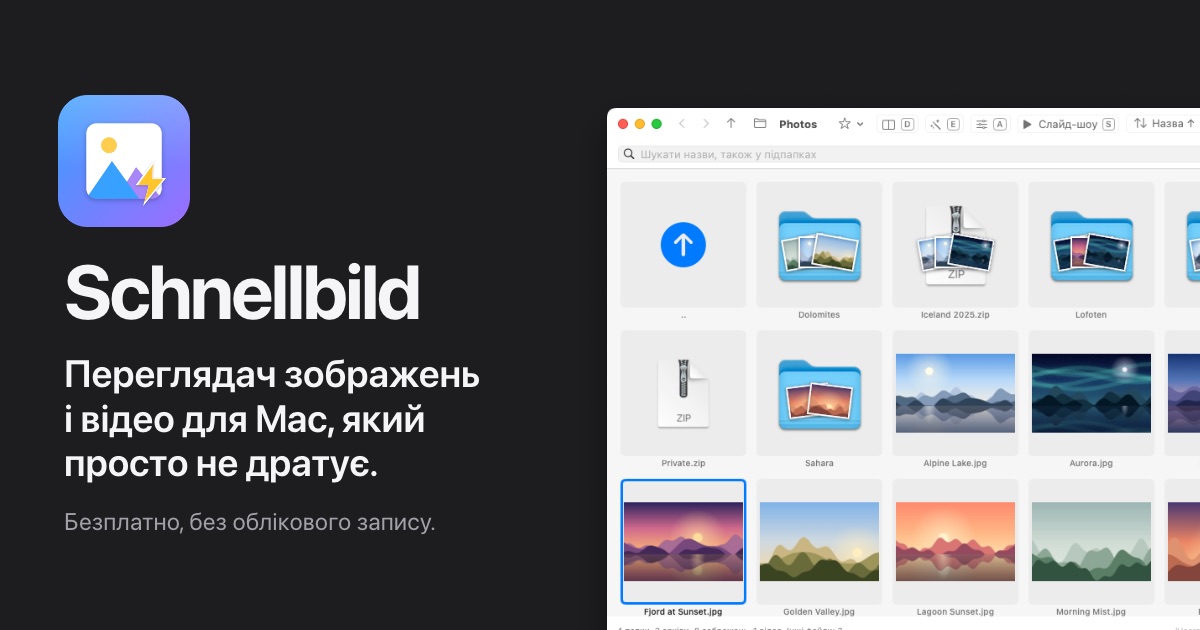 Schnellbild
Переглядач зображень
і відео для Mac, який
просто не дратує.
Безплатно, без облікового запису.
Photos
D
E
A
Слайд-шоу S
Назва
Шукати назви, також у підпапках
..
Dolomites
ZIP
Iceland 2025.zip
Lofoten
ZIP
Private.zip
Sahara
Alpine Lake.jpg
Aurora.jpg
Fjord at Sunset.jpg
Golden Valley.jpg
Lagoon Sunset.jpg
Morning Mist.jpg